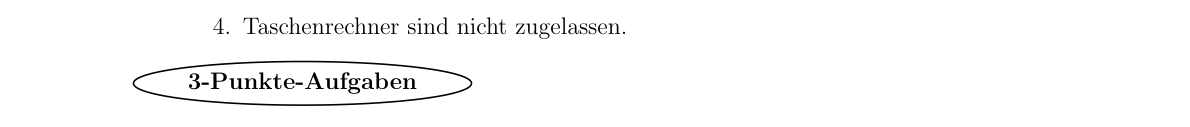 4. Taschenrechner sind nicht zugelassen.
3-Punkte-Aufgaben